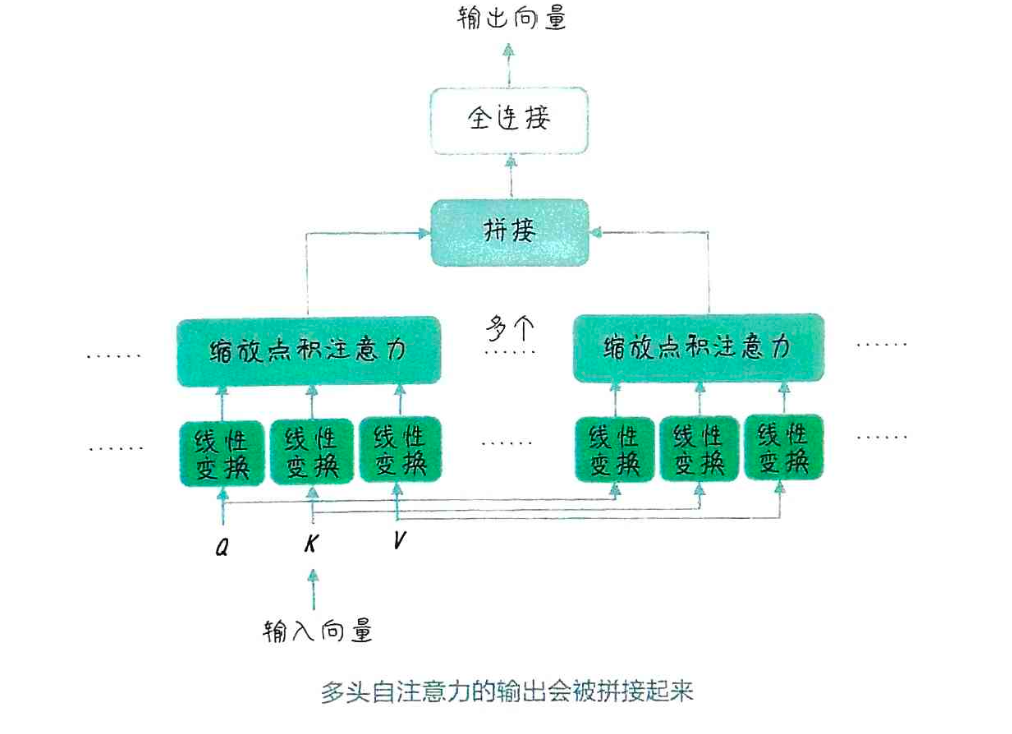 输出向量
全连接
拼接
多个
...... 缩放点积注意力 ...... 缩放点积注意力 ......
...... 线性变换 线性变换 线性变换 ...... 线性变换 线性变换 线性变换 ......
Q K V
输入向量
多头自注意力的输出会被拼接起来